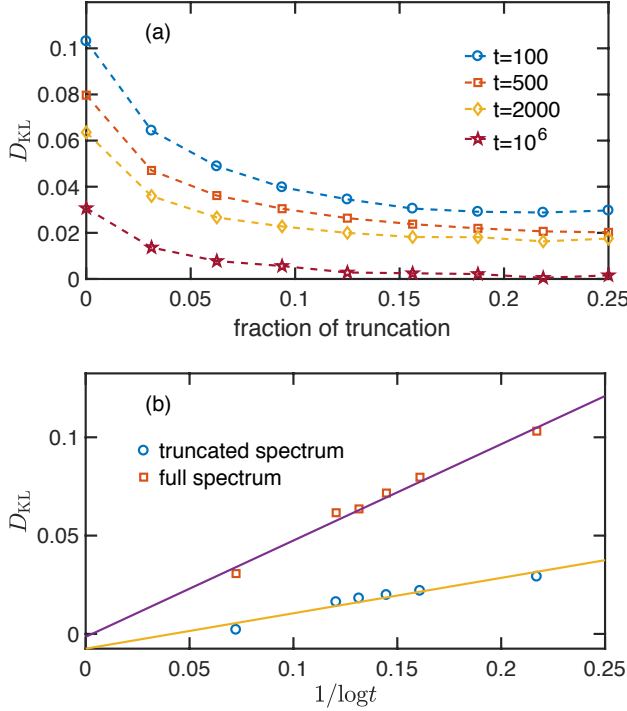 (a)
t=100
t=500
t=2000
t=10^6
0.1
0.08
0.06
0.04
0.02
0
D_KL
0 0.05 0.1 0.15 0.2 0.25
fraction of truncation
(b)
truncated spectrum
full spectrum
0.1
0.05
0
D_KL
0 0.05 0.1 0.15 0.2 0.25
1/logt